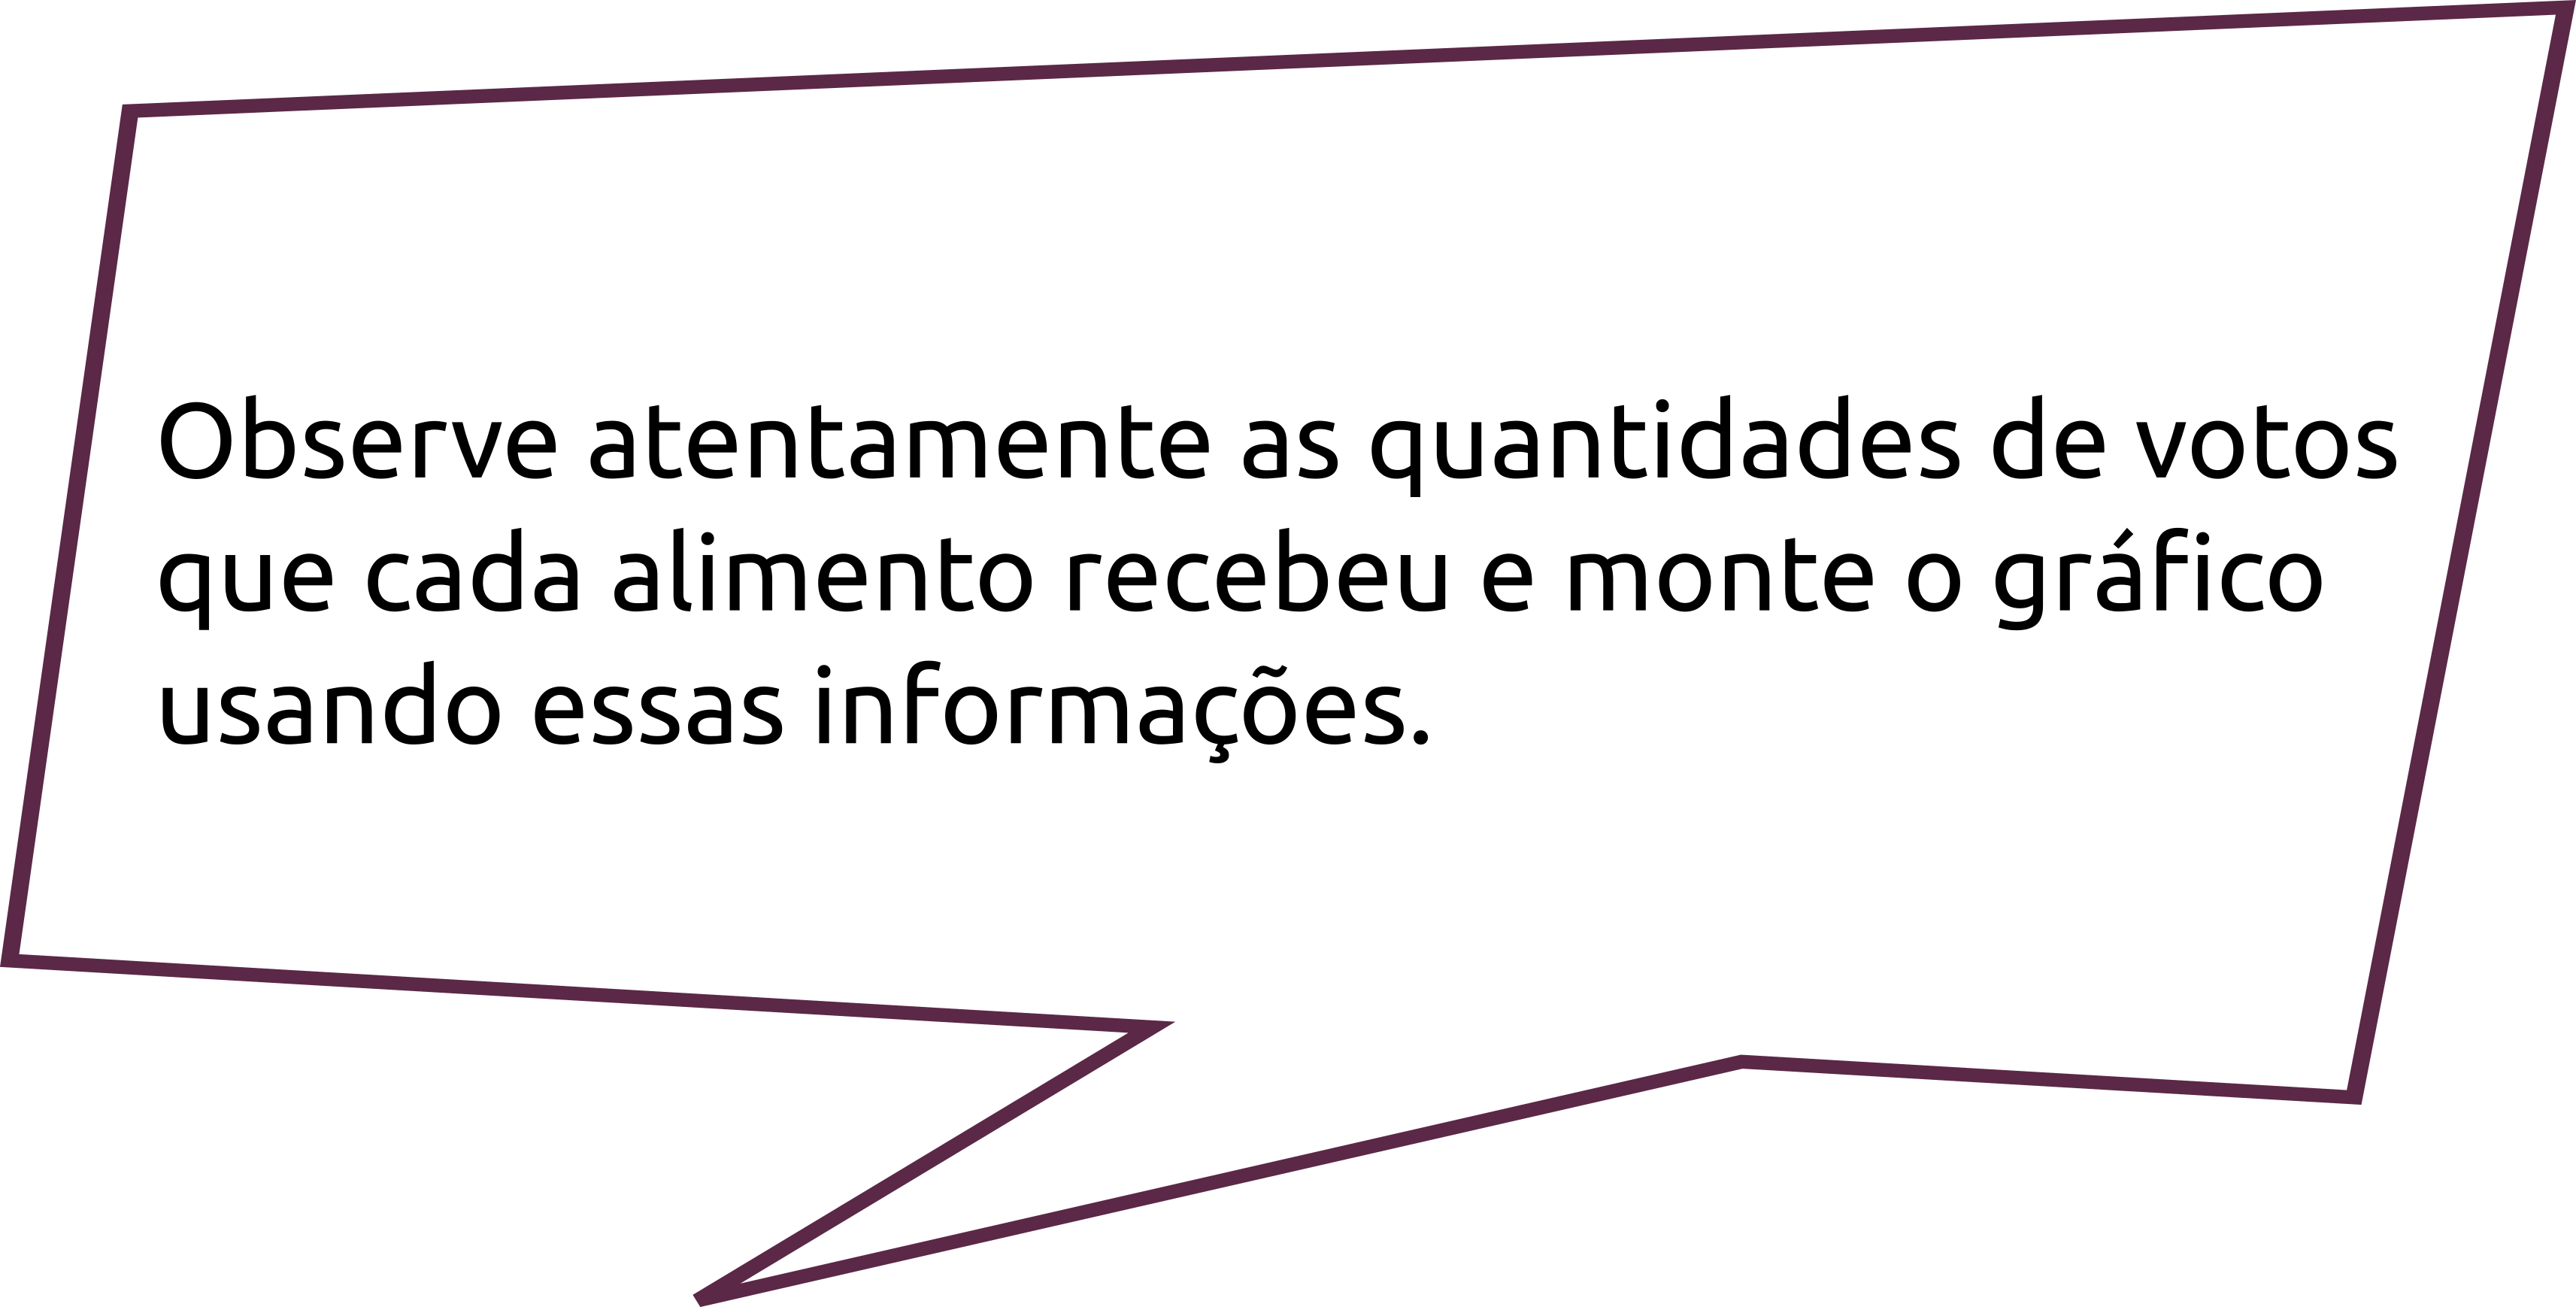 Observe atentamente as quantidades de votos
que cada alimento recebeu e monte o gráfico
usando essas informações.